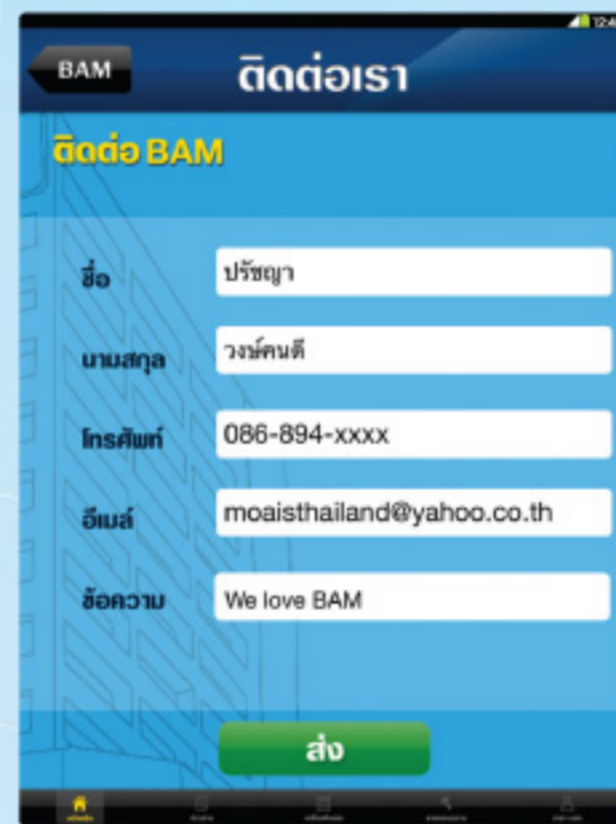 12:4
BAM
ติดต่อเรา
ติดต่อ BAM
ชื่อ
ปรัชญา
นามสกุล
วงษ์คนดี
โทรศัพท์
086-894-xxxx
อีเมล์
moaisthailand@yahoo.co.th
ข้อความ
We love BAM
ส่ง